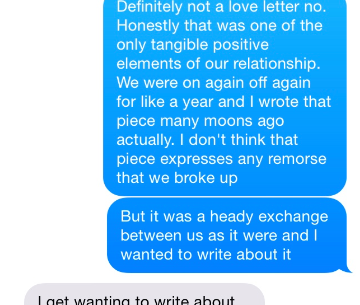 Definitely not a love letter no.
Honestly that was one of the
only tangible positive
elements of our relationship.
We were on again off again
for like a year and I wrote that
piece many moons ago
actually. I don't think that
piece expresses any remorse
that we broke up
But it was a heady exchange
between us as it were and I
wanted to write about it
I get wanting to write about